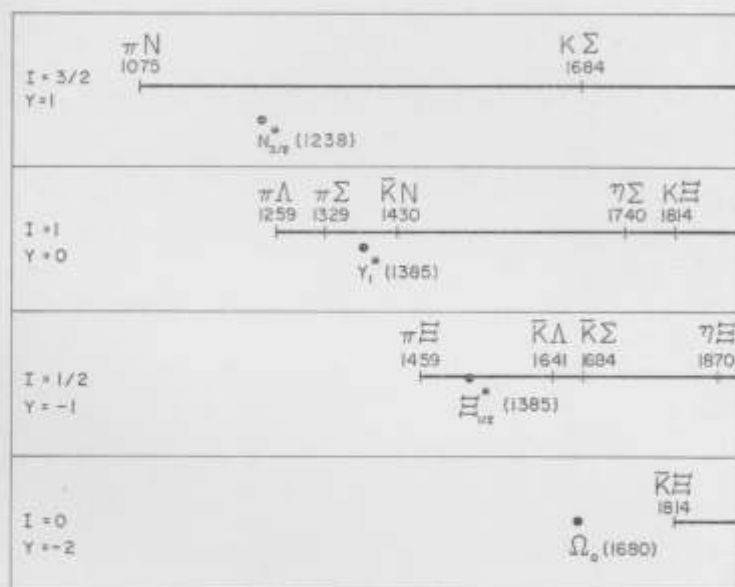 πN KΣ
1075 1684
I = 3/2
Y = 1
N*3/2 (1238)
πΛ πΣ K̄N ηΣ KΞ
1259 1329 1430 1740 1814
I = 1
Y = 0
Y*1 (1385)
πΞ K̄Λ K̄Σ ηΞ
1459 1641 1684 1870
I = 1/2
Y = -1
Ξ*1/2 (1385)
K̄Ξ
1814
I = 0
Y = -2
Ω0 (1680)